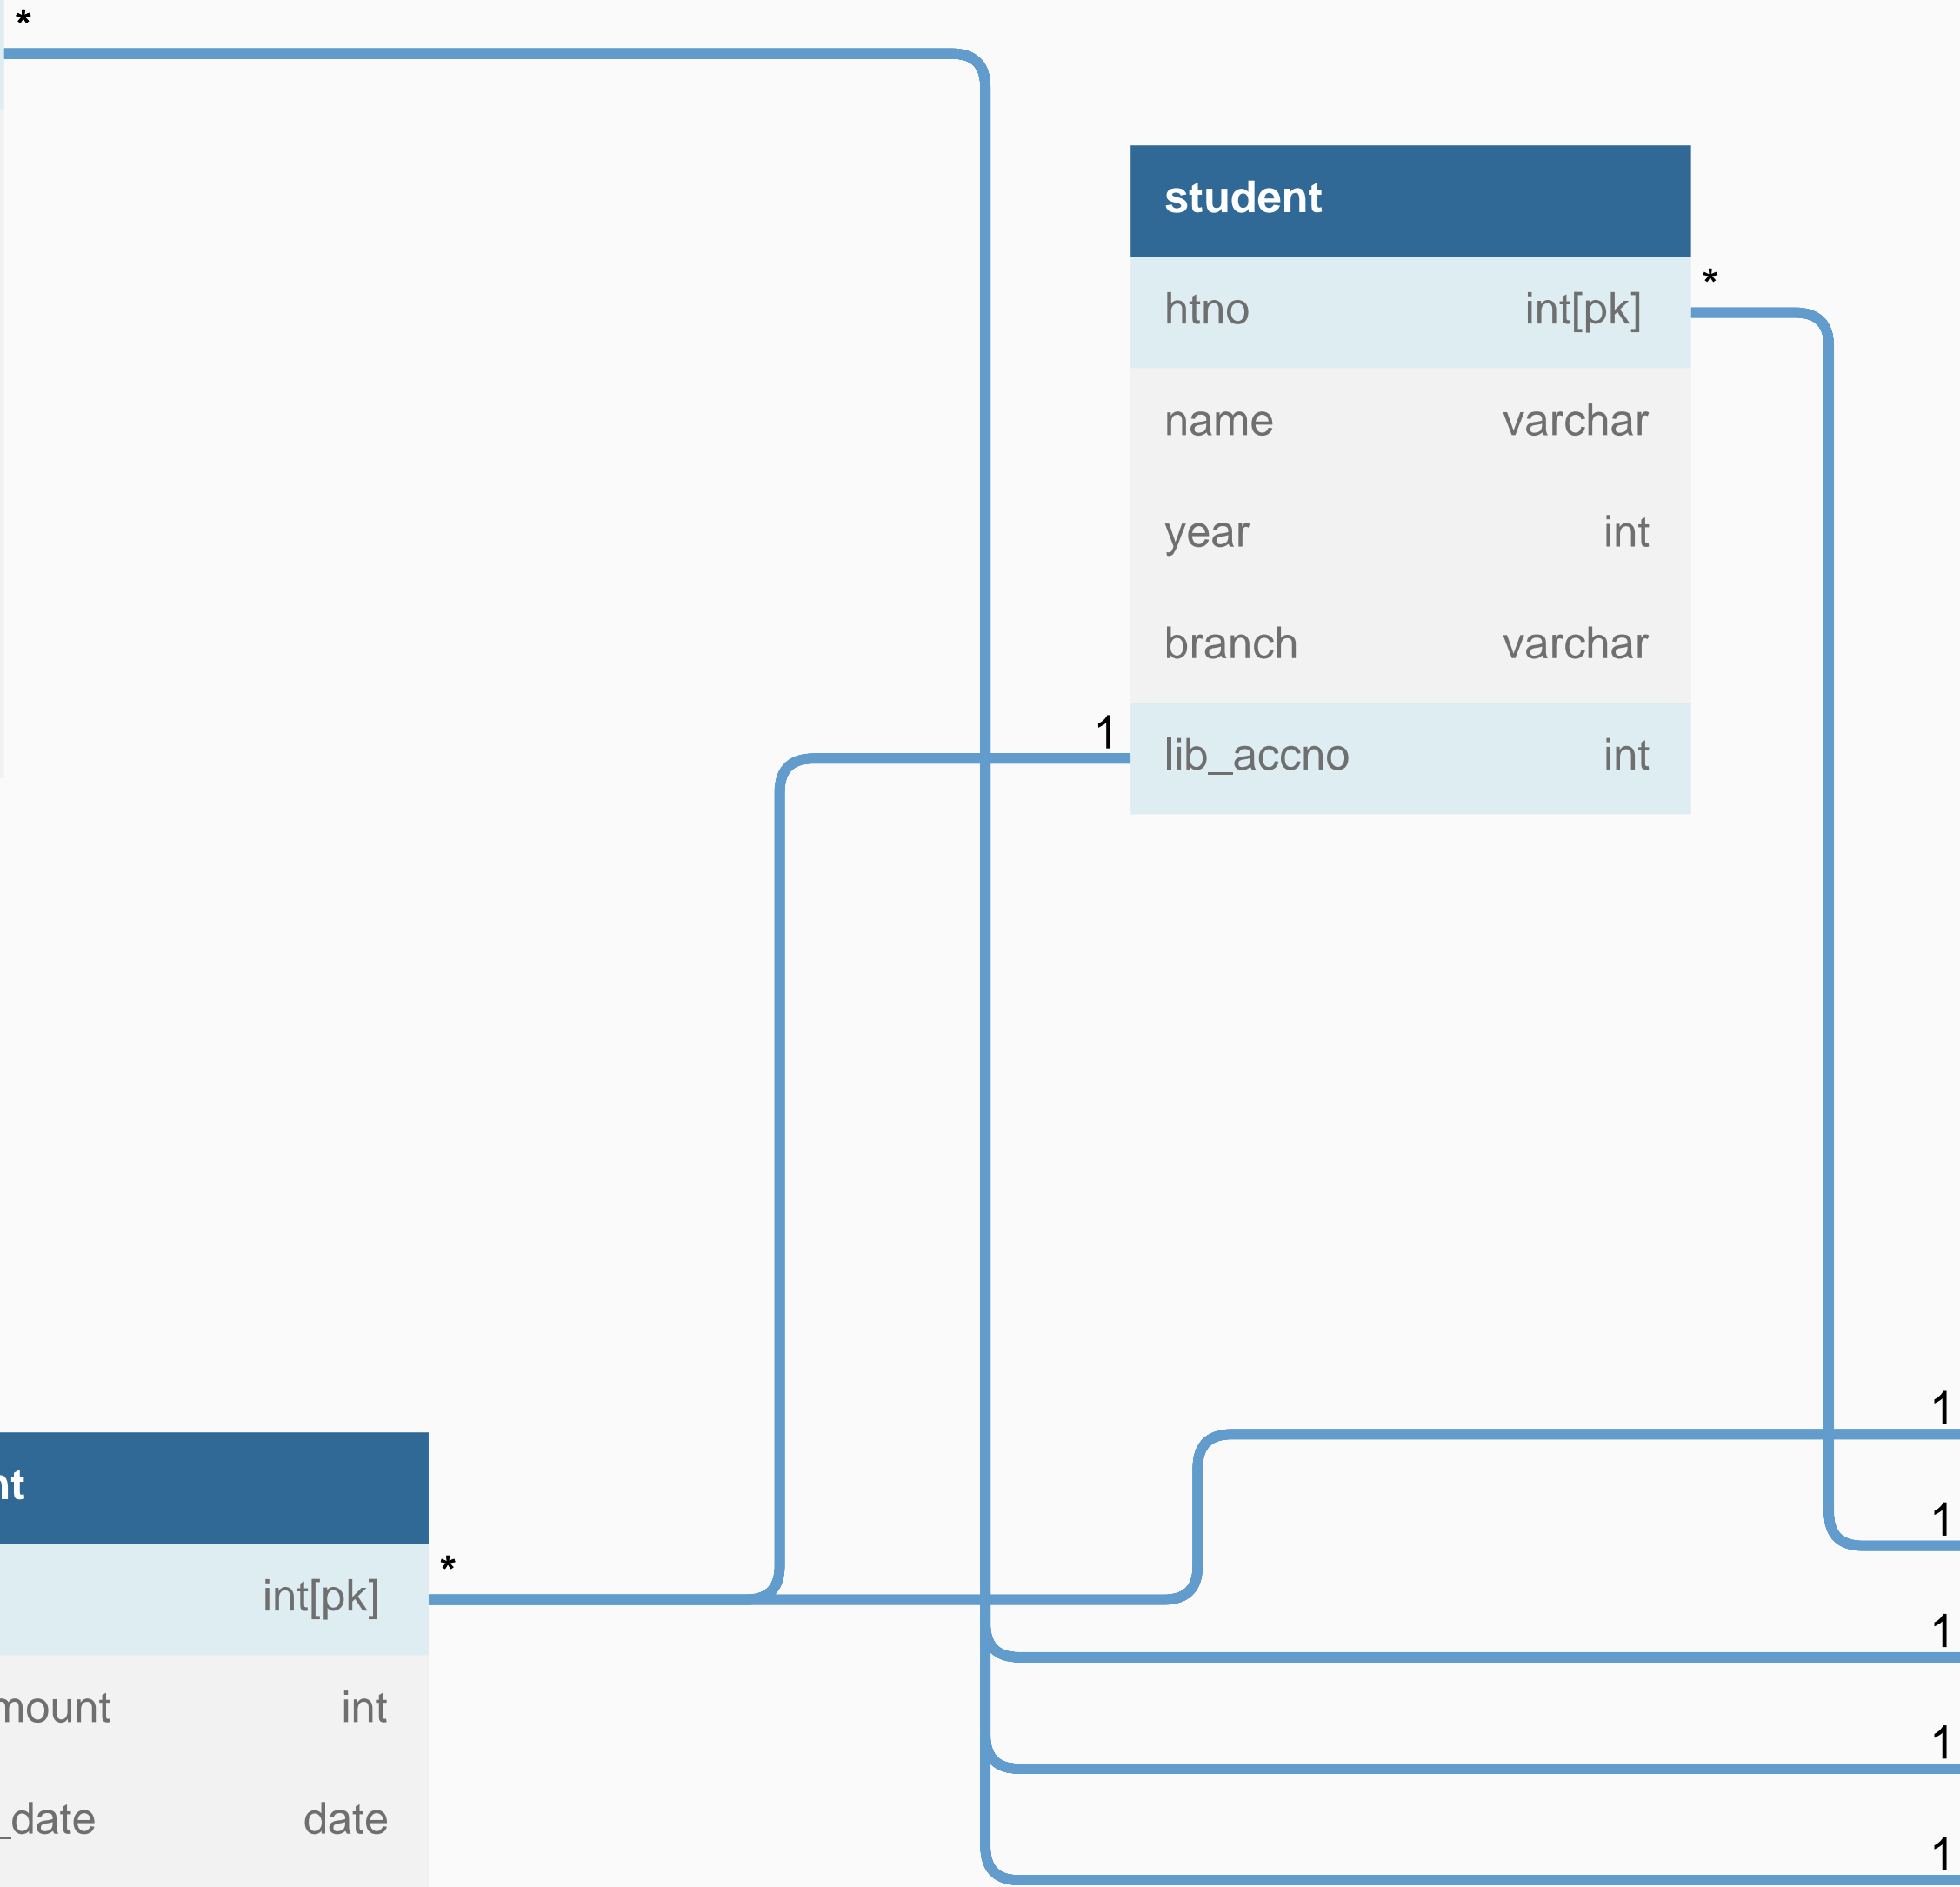 *
student
htno int[pk]
*
name varchar
year int
branch varchar
1
lib_accno int
1
1
nt
*
int[pk]
1
mount int
1
_date date
1